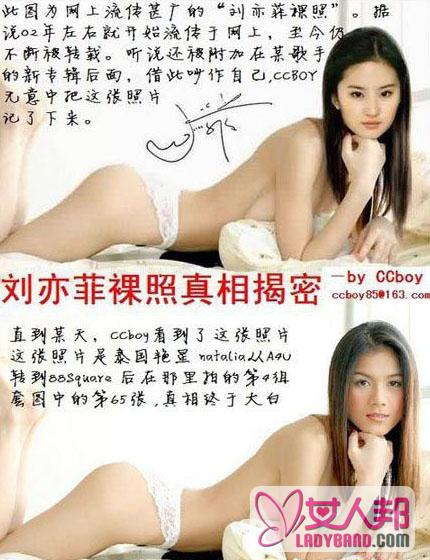 此图为网上流传甚广的“刘亦菲裸照”。据
说02年左右就开始流传于网上，至今仍
不断被转载。听说还被附加在某歌手
的新专辑后面，借此吵作自己，CCBOY
无意中把这张照片
记了下来。
刘亦菲裸照真相揭密
—by CCboy
ccboy85@163.com
直到某天，ccboy看到了这张照片
这张照片是泰国艳星natalia从A4U
转到88Square后在那里拍的第4组
套图中的第65张，真相终于大白
女人邦
LADYBAND.COM